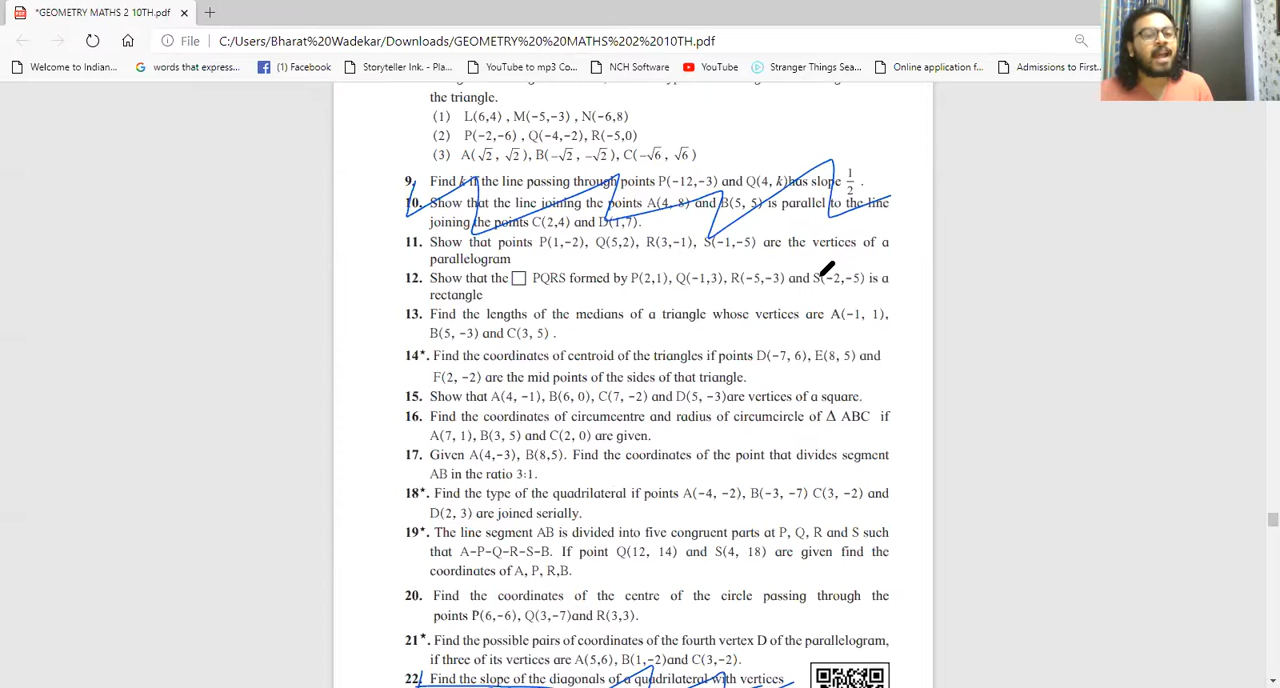 *GEOMETRY MATHS 2 10TH.pdf
File C:/Users/Bharat%20Wadekar/Downloads/GEOMETRY%20%20MATHS%202%2010TH.pdf
Welcome to Indian... words that express... (1) Facebook Storyteller Ink. - Pla... YouTube to mp3 Co... NCH Software YouTube Stranger Things Sea... Online application f... Admissions to First...
the triangle.
(1) L(6,4) , M(−5,−3) , N(−6,8)
(2) P(−2,−6) , Q(−4,−2), R(−5,0)
(3) A(√2, √2), B(−√2, −√2), C(−√6, √6)
9. Find k if the line passing through points P(−12,−3) and Q(4, k)has slope 1/2 .
10. Show that the line joining the points A(4, 8) and B(5, 5) is parallel to the line
joining the points C(2,4) and D(1,7).
11. Show that points P(1,−2), Q(5,2), R(3,−1), S(−1,−5) are the vertices of a
parallelogram
12. Show that the □ PQRS formed by P(2,1), Q(−1,3), R(−5,−3) and S(−2,−5) is a
rectangle
13. Find the lengths of the medians of a triangle whose vertices are A(−1, 1),
B(5, −3) and C(3, 5) .
14*. Find the coordinates of centroid of the triangles if points D(−7, 6), E(8, 5) and
F(2, −2) are the mid points of the sides of that triangle.
15. Show that A(4, −1), B(6, 0), C(7, −2) and D(5, −3)are vertices of a square.
16. Find the coordinates of circumcentre and radius of circumcircle of Δ ABC if
A(7, 1), B(3, 5) and C(2, 0) are given.
17. Given A(4,−3), B(8,5). Find the coordinates of the point that divides segment
AB in the ratio 3:1.
18*. Find the type of the quadrilateral if points A(−4, −2), B(−3, −7) C(3, −2) and
D(2, 3) are joined serially.
19*. The line segment AB is divided into five congruent parts at P, Q, R and S such
that A−P−Q−R−S−B. If point Q(12, 14) and S(4, 18) are given find the
coordinates of A, P, R,B.
20. Find the coordinates of the centre of the circle passing through the
points P(6,−6), Q(3,−7)and R(3,3).
21*. Find the possible pairs of coordinates of the fourth vertex D of the parallelogram,
if three of its vertices are A(5,6), B(1,−2)and C(3,−2).
22. Find the slope of the diagonals of a quadrilateral with vertices